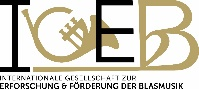 IGEB
INTERNATIONALE GESELLSCHAFT ZUR
ERFORSCHUNG & FÖRDERUNG DER BLASMUSIK